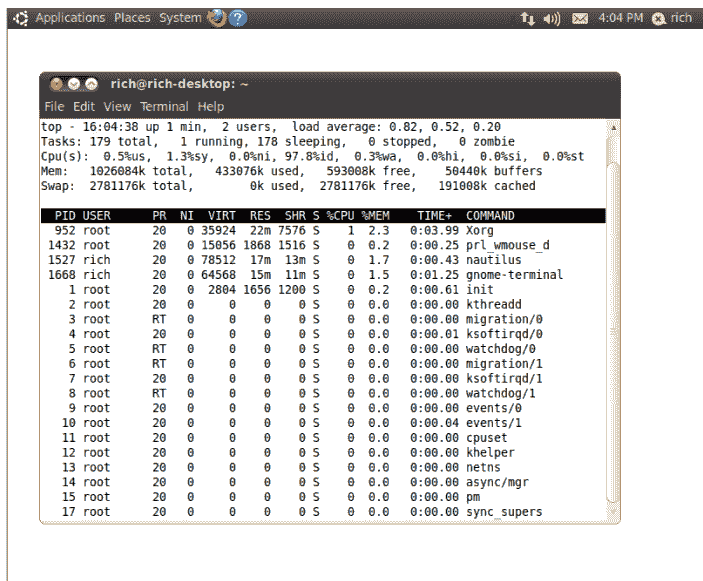 Applications Places System 4:04 PM rich
rich@rich-desktop: ~
File Edit View Terminal Help
top - 16:04:38 up 1 min,  2 users,  load average: 0.82, 0.52, 0.20
Tasks: 179 total,   1 running, 178 sleeping,   0 stopped,   0 zombie
Cpu(s):  0.5%us,  1.3%sy,  0.0%ni, 97.8%id,  0.3%wa,  0.0%hi,  0.0%si,  0.0%st
Mem:   1026084k total,   433076k used,   593008k free,    50440k buffers
Swap:  2781176k total,        0k used,  2781176k free,   191008k cached
PID USER      PR  NI  VIRT  RES  SHR S %CPU %MEM    TIME+  COMMAND
952 root      20   0 35924  22m 7576 S    1  2.3   0:03.99 Xorg
1432 root      20   0 15056 1868 1516 S    0  0.2   0:00.25 prl_wmouse_d
1527 rich      20   0 78512  17m  13m S    0  1.7   0:00.43 nautilus
1668 rich      20   0 64568  15m  11m S    0  1.5   0:01.25 gnome-terminal
1 root      20   0  2804 1656 1200 S    0  0.2   0:00.61 init
2 root      20   0     0    0    0 S    0  0.0   0:00.00 kthreadd
3 root      RT   0     0    0    0 S    0  0.0   0:00.00 migration/0
4 root      20   0     0    0    0 S    0  0.0   0:00.01 ksoftirqd/0
5 root      RT   0     0    0    0 S    0  0.0   0:00.00 watchdog/0
6 root      RT   0     0    0    0 S    0  0.0   0:00.00 migration/1
7 root      20   0     0    0    0 S    0  0.0   0:00.00 ksoftirqd/1
8 root      RT   0     0    0    0 S    0  0.0   0:00.00 watchdog/1
9 root      20   0     0    0    0 S    0  0.0   0:00.00 events/0
10 root      20   0     0    0    0 S    0  0.0   0:00.04 events/1
11 root      20   0     0    0    0 S    0  0.0   0:00.00 cpuset
12 root      20   0     0    0    0 S    0  0.0   0:00.00 khelper
13 root      20   0     0    0    0 S    0  0.0   0:00.00 netns
14 root      20   0     0    0    0 S    0  0.0   0:00.00 async/mgr
15 root      20   0     0    0    0 S    0  0.0   0:00.00 pm
17 root      20   0     0    0    0 S    0  0.0   0:00.00 sync_supers